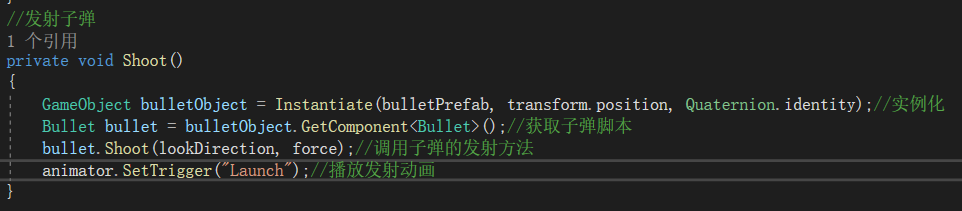 //发射子弹
1 个引用
private void Shoot()
{
GameObject bulletObject = Instantiate(bulletPrefab, transform.position, Quaternion.identity);//实例化
Bullet bullet = bulletObject.GetComponent<Bullet>();//获取子弹脚本
bullet.Shoot(lookDirection, force);//调用子弹的发射方法
animator.SetTrigger("Launch");//播放发射动画
}